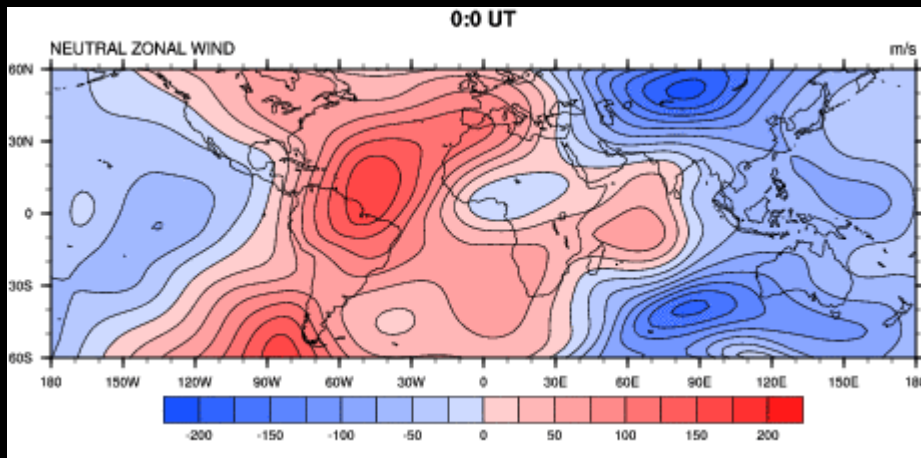 0:0 UT
NEUTRAL ZONAL WIND m/s
60N
30N
0
30S
60S
180 150W 120W 90W 60W 30W 0 30E 60E 90E 120E 150E 180
-200 -150 -100 -50 0 50 100 150 200